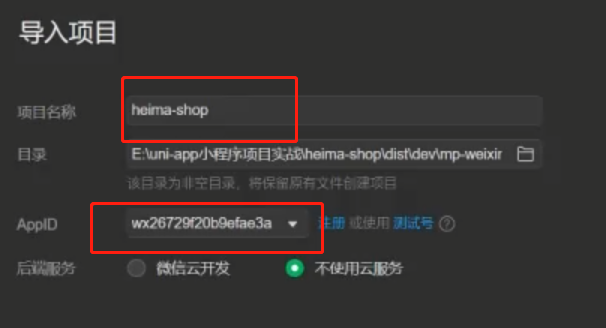 导入项目
项目名称 heima-shop
目录 E:\uni-app小程序项目实战\heima-shop\dist\dev\mp-weixin
该目录为非空目录，将保留原有文件创建项目
AppID wx26729f20b9efae3a 注册 或使用 测试号 ?
后端服务 微信云开发 不使用云服务